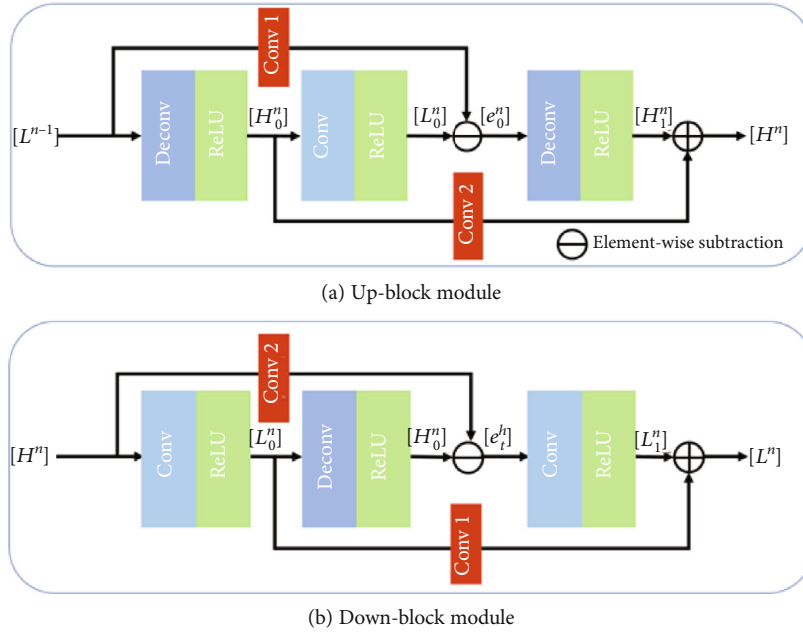 Conv 1
[L^{n-1}]
Deconv
ReLU
[H_0^n]
Conv
ReLU
[L_0^n]
[e_0^n]
Deconv
ReLU
[H_1^n]
[H^n]
Conv 2
Element-wise subtraction
(a) Up-block module
Conv 2
[H^n]
Conv
ReLU
[L_0^n]
Deconv
ReLU
[H_0^n]
[e_t^h]
Conv
ReLU
[L_1^n]
[L^n]
Conv 1
(b) Down-block module